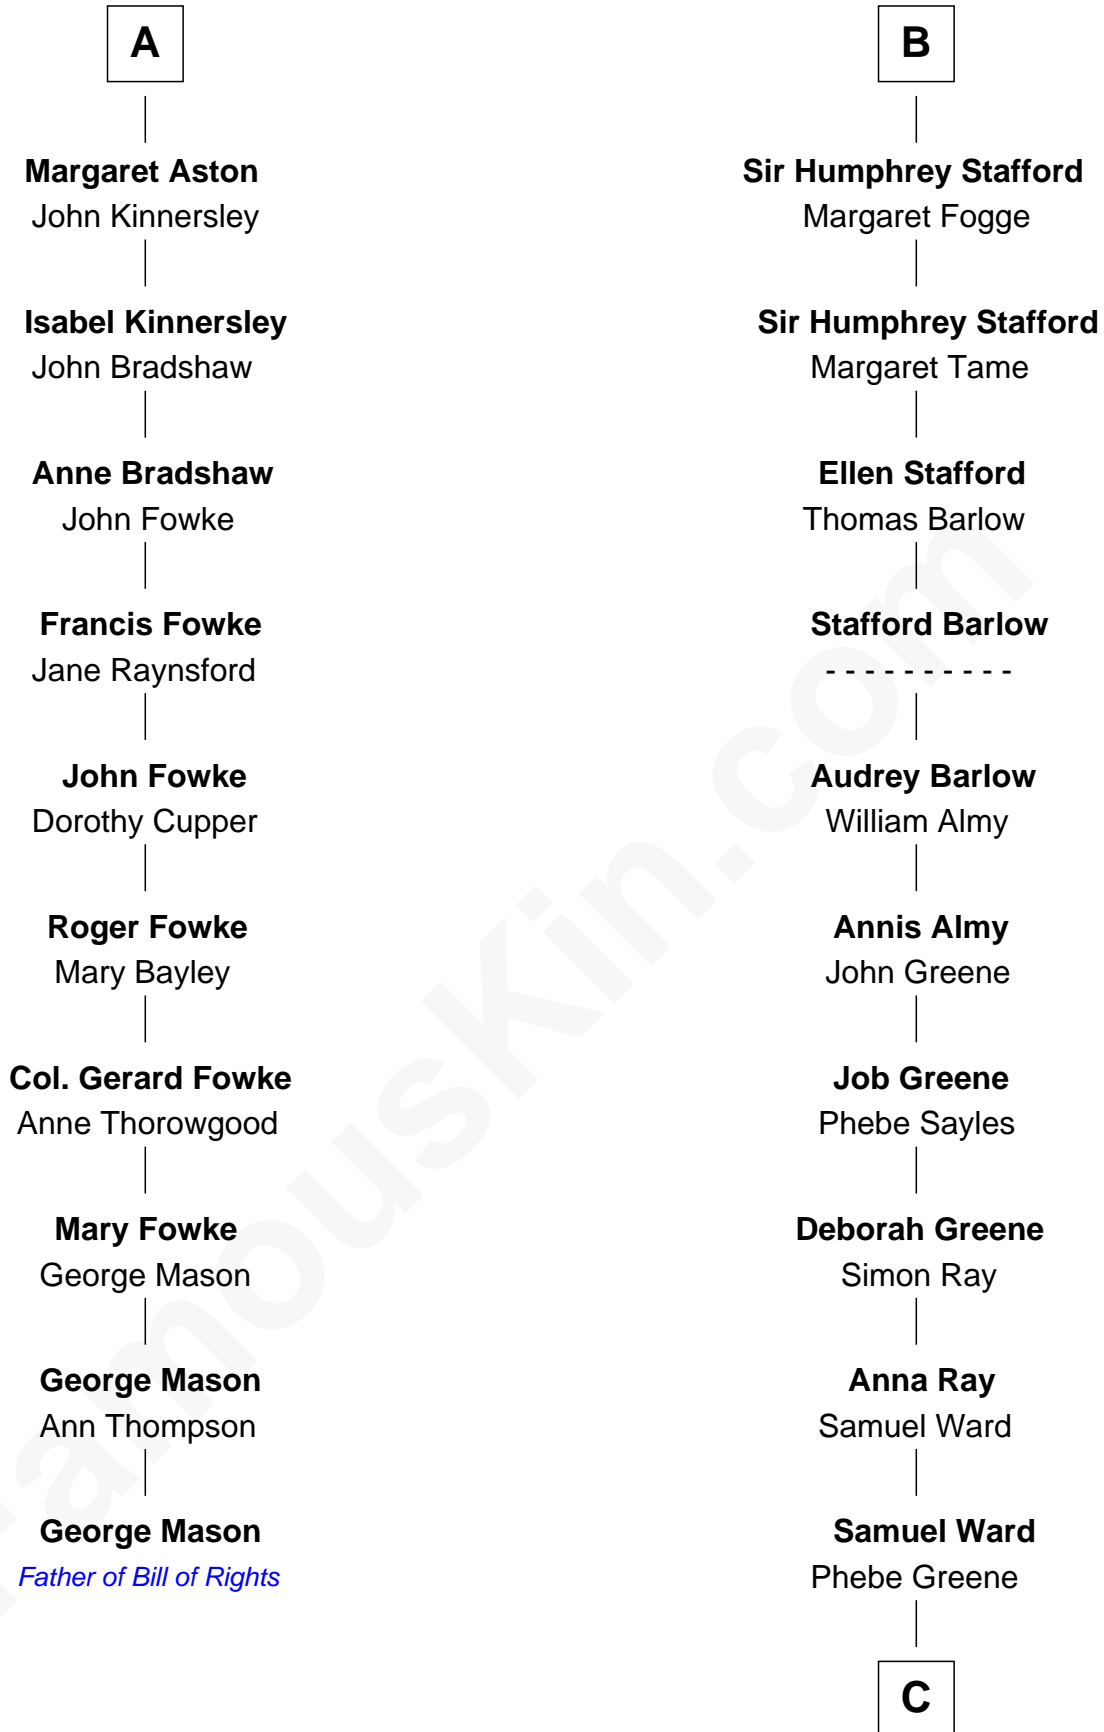 A
Margaret Aston
John Kinnersley
Isabel Kinnersley
John Bradshaw
Anne Bradshaw
John Fowke
Francis Fowke
Jane Raynsford
John Fowke
Dorothy Cupper
Roger Fowke
Mary Bayley
Col. Gerard Fowke
Anne Thorowgood
Mary Fowke
George Mason
George Mason
Ann Thompson
George Mason
Father of Bill of Rights
B
Sir Humphrey Stafford
Margaret Fogge
Sir Humphrey Stafford
Margaret Tame
Ellen Stafford
Thomas Barlow
Stafford Barlow
- - - - - - - - - -
Audrey Barlow
William Almy
Annis Almy
John Greene
Job Greene
Phebe Sayles
Deborah Greene
Simon Ray
Anna Ray
Samuel Ward
Samuel Ward
Phebe Greene
C
FamousKin.com